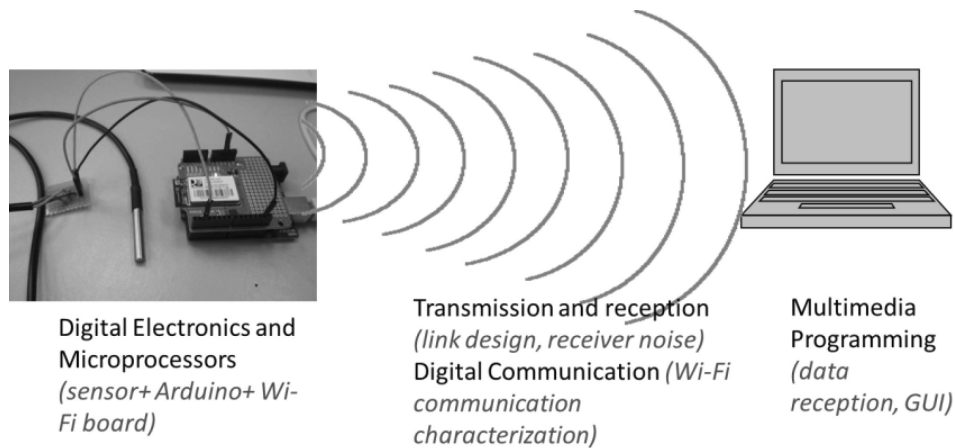 Digital Electronics and
Microprocessors
(sensor+ Arduino+ Wi-
Fi board)
Transmission and reception
(link design, receiver noise)
Digital Communication (Wi-Fi
communication
characterization)
Multimedia
Programming
(data
reception, GUI)